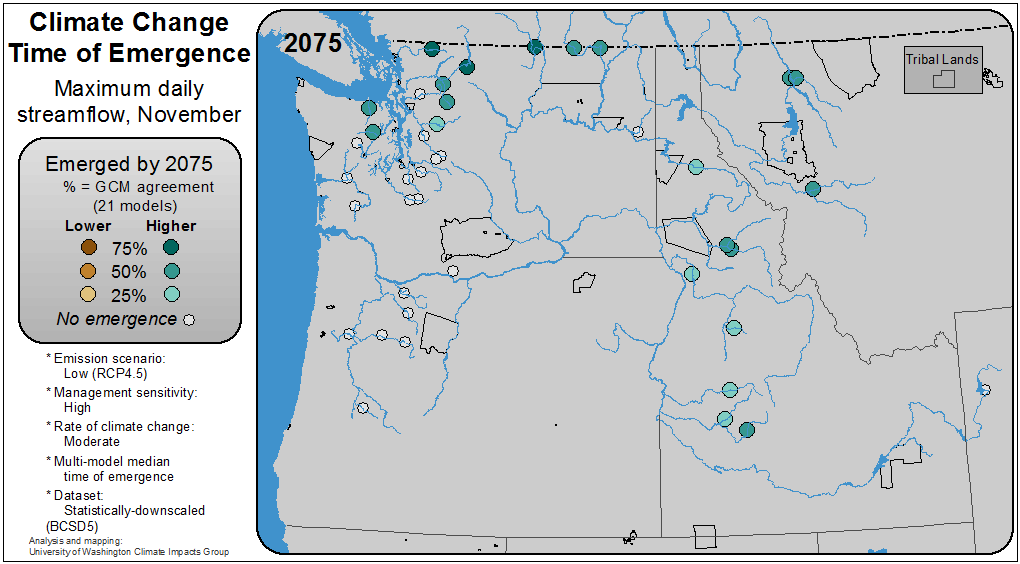 Climate Change
Time of Emergence
Maximum daily
streamflow, November
Emerged by 2075
% = GCM agreement
(21 models)
Lower Higher
75%
50%
25%
No emergence
* Emission scenario:
Low (RCP4.5)
* Management sensitivity:
High
* Rate of climate change:
Moderate
* Multi-model median
time of emergence
* Dataset:
Statistically-downscaled
(BCSD5)
Analysis and mapping:
University of Washington Climate Impacts Group
2075
Tribal Lands